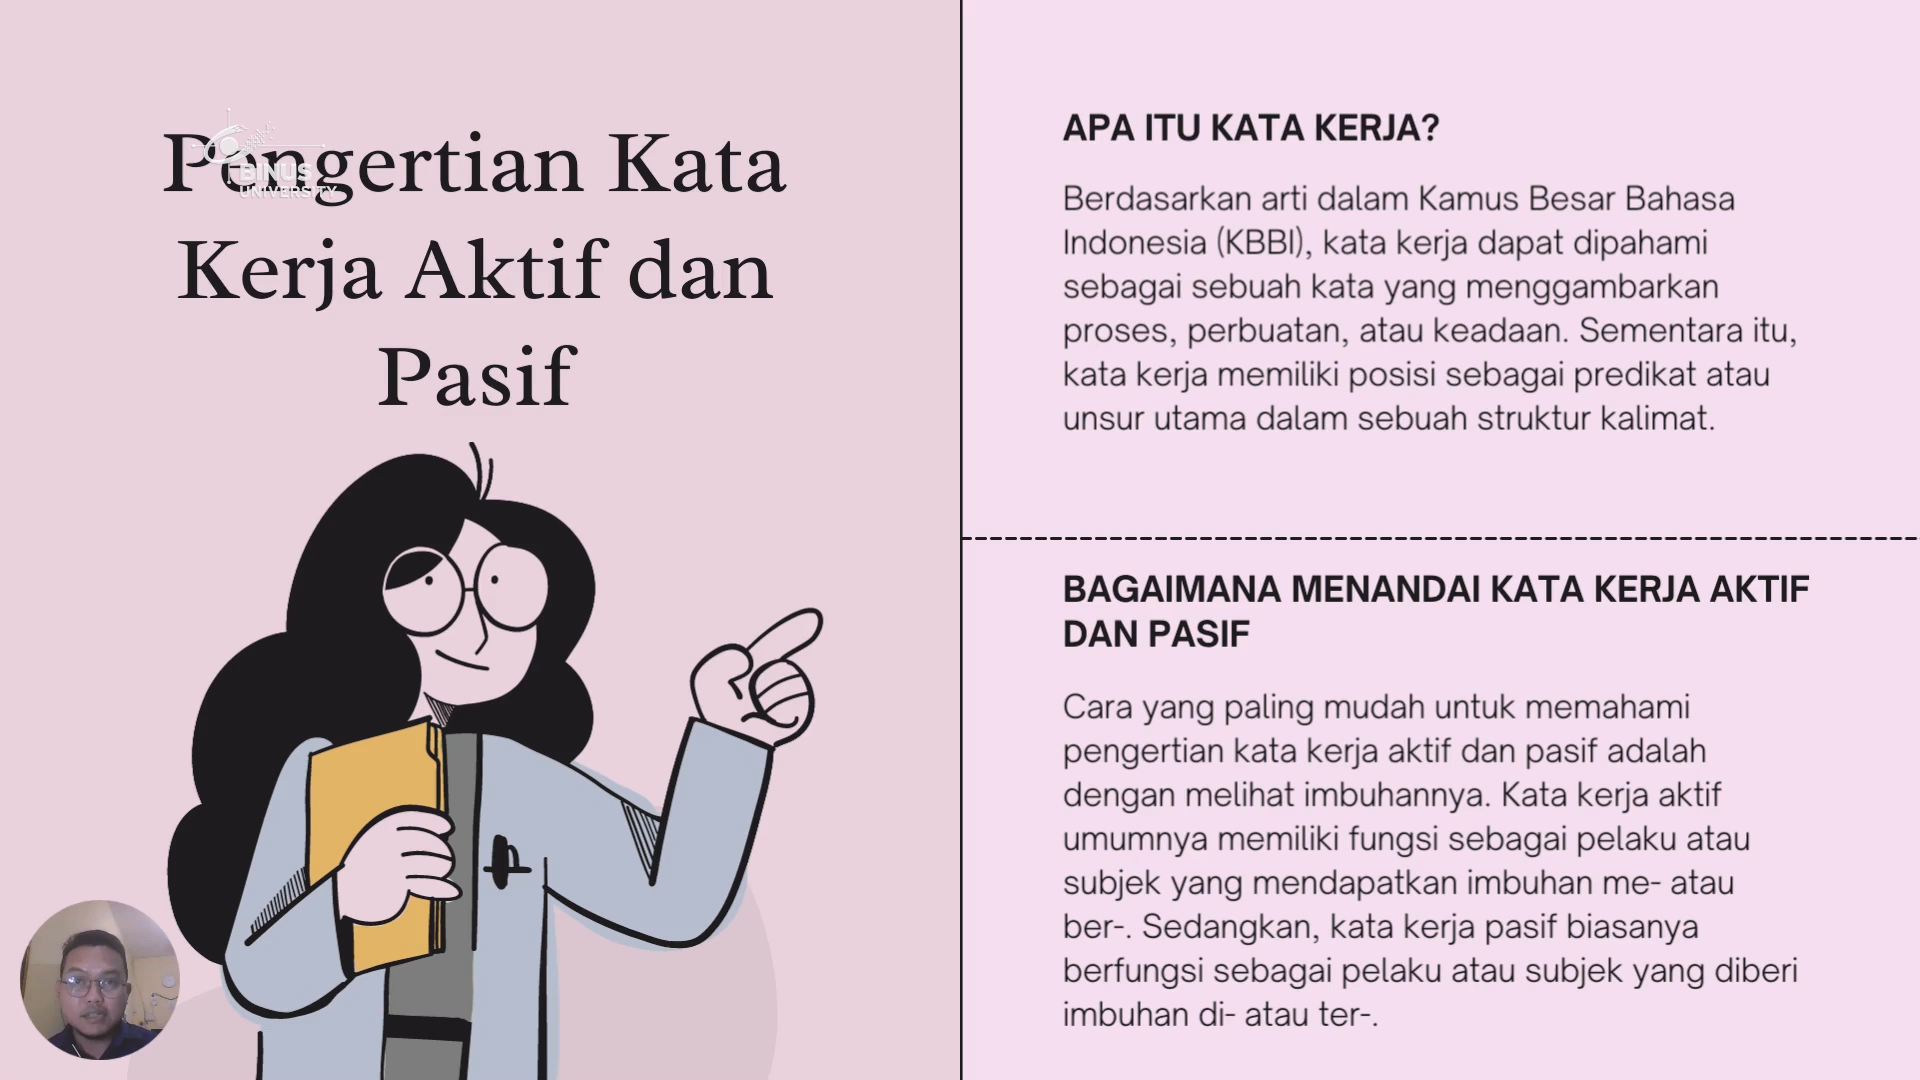 Pengertian Kata
Kerja Aktif dan
Pasif
BINUS
UNIVERSITY
APA ITU KATA KERJA?
Berdasarkan arti dalam Kamus Besar Bahasa
Indonesia (KBBI), kata kerja dapat dipahami
sebagai sebuah kata yang menggambarkan
proses, perbuatan, atau keadaan. Sementara itu,
kata kerja memiliki posisi sebagai predikat atau
unsur utama dalam sebuah struktur kalimat.
BAGAIMANA MENANDAI KATA KERJA AKTIF
DAN PASIF
Cara yang paling mudah untuk memahami
pengertian kata kerja aktif dan pasif adalah
dengan melihat imbuhannya. Kata kerja aktif
umumnya memiliki fungsi sebagai pelaku atau
subjek yang mendapatkan imbuhan me- atau
ber-. Sedangkan, kata kerja pasif biasanya
berfungsi sebagai pelaku atau subjek yang diberi
imbuhan di- atau ter-.